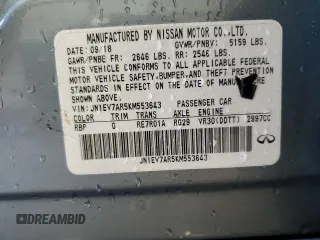 MANUFACTURED BY NISSAN MOTOR CO.,LTD.
DATE: 09/18 GVWR/PNBV: 5159 LBS.
GAWR/PNBE FR: 2646 LBS. RR: 2546 LBS.
THIS VEHICLE CONFORMS TO ALL APPLICABLE FEDERAL
MOTOR VEHICLE SAFETY, BUMPER, AND THEFT PREVENTION
STANDARDS IN EFFECT ON THE DATE OF MANUFACTURE
SHOWN ABOVE.
VIN: JN1EV7AR5KM553643 PASSENGER CAR
COLOR TRIM TRANS AXLE ENGINE
RBP G RE7R01A RG29 VR30(DDTT) 2997CC
JN1EV7AR5KM553643
DREAMBID